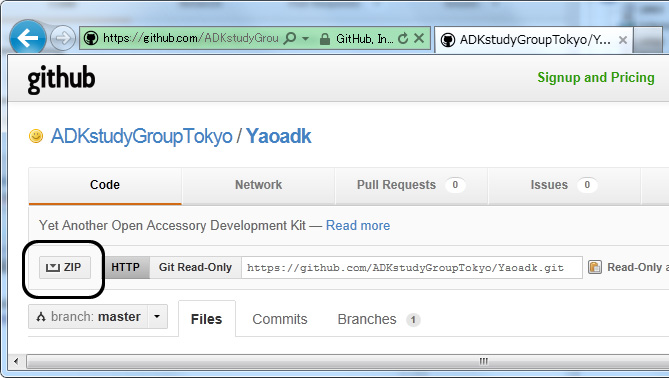 https://github.com/ADKstudyGrou
GitHub, In...
ADKstudyGroupTokyo/Y...
github
Signup and Pricing
ADKstudyGroupTokyo / Yaoadk
Code Network Pull Requests 0 Issues 0
Yet Another Open Accessory Development Kit — Read more
ZIP HTTP Git Read-Only https://github.com/ADKstudyGroupTokyo/Yaoadk.git Read-Only a
branch: master Files Commits Branches 1